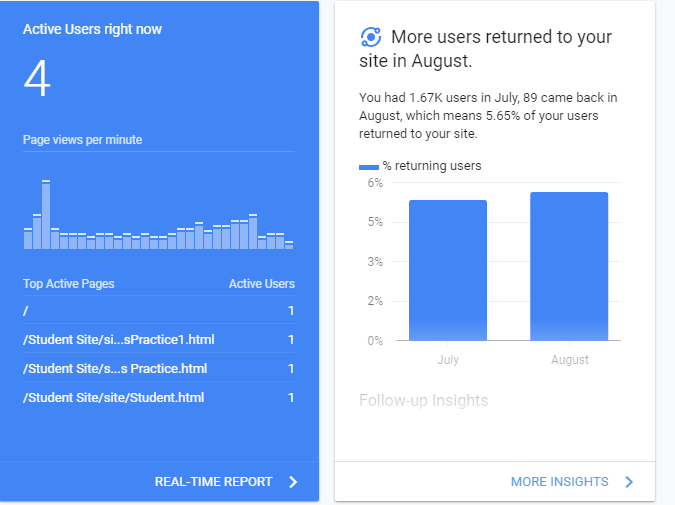 Active Users right now
4
Page views per minute
Top Active Pages Active Users
/ 1
/Student Site/si...sPractice1.html 1
/Student Site/s...s Practice.html 1
/Student Site/site/Student.html 1
REAL-TIME REPORT
More users returned to your
site in August.
You had 1.67K users in July, 89 came back in
August, which means 5.65% of your users
returned to your site.
% returning users
6%
5%
3%
2%
0%
July August
Follow-up Insights
MORE INSIGHTS